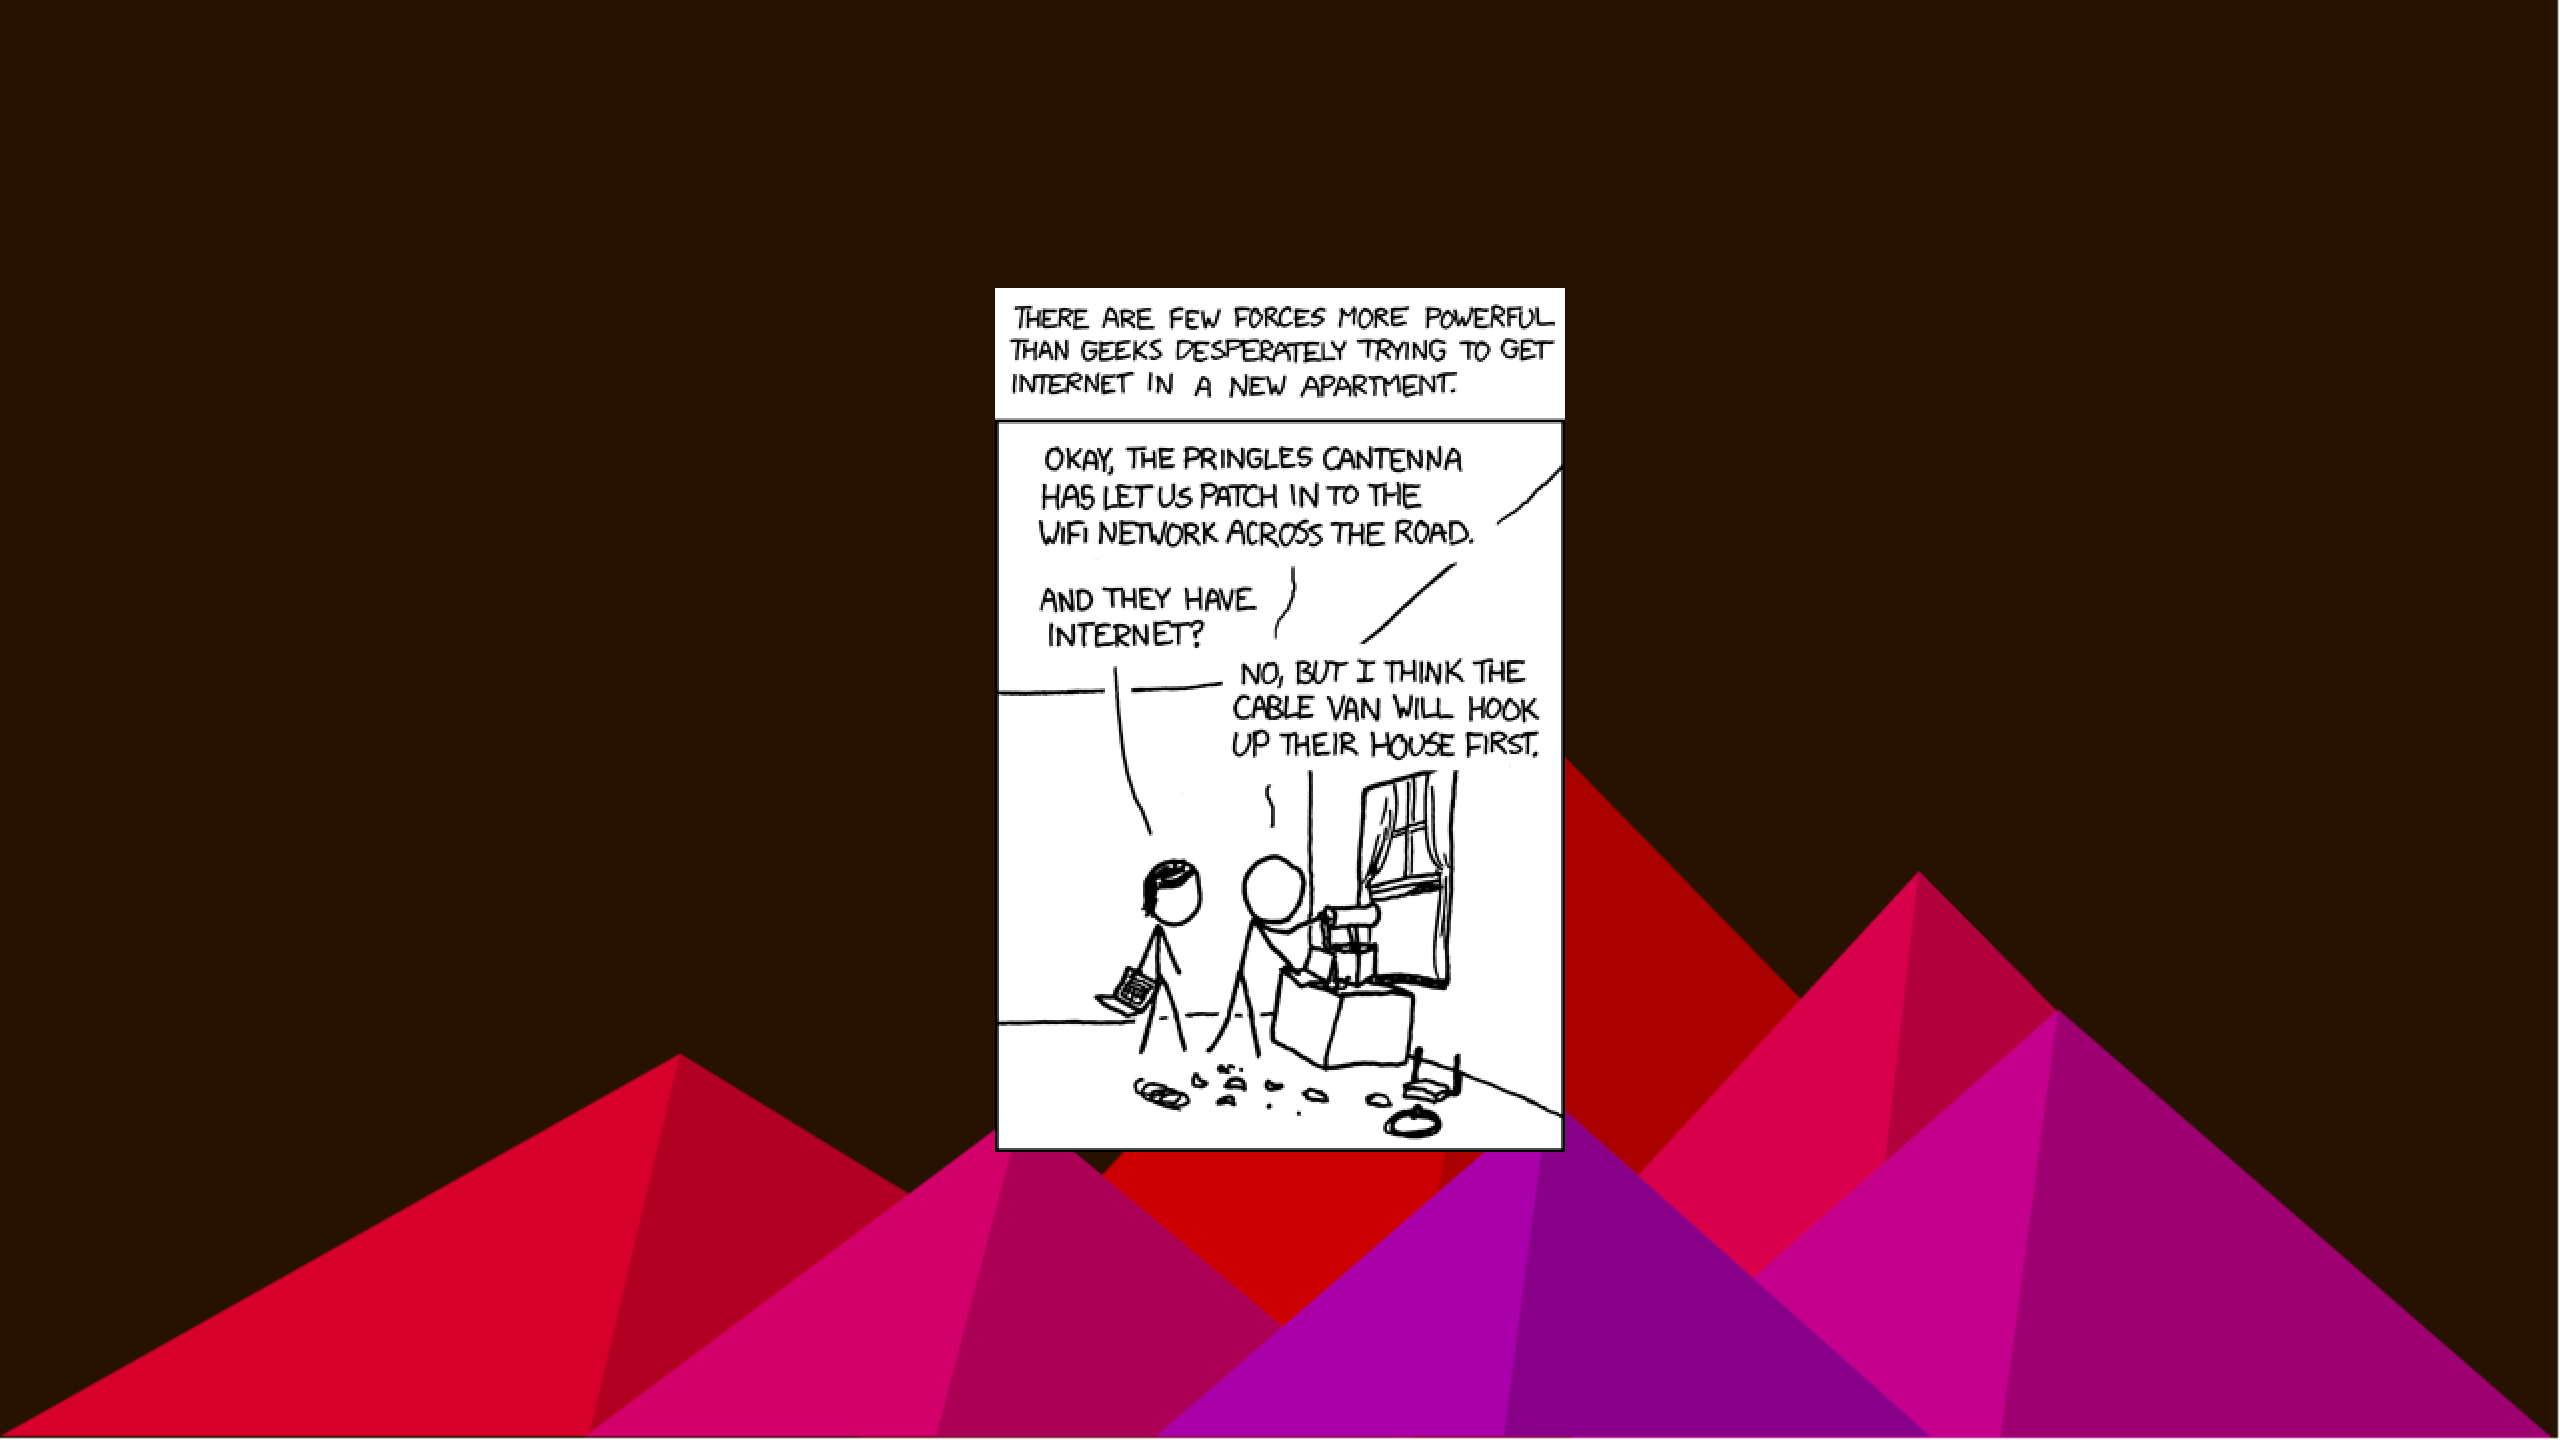 THERE ARE FEW FORCES MORE POWERFUL
THAN GEEKS DESPERATELY TRYING TO GET
INTERNET IN A NEW APARTMENT.
OKAY, THE PRINGLES CANTENNA
HAS LET US PATCH IN TO THE
WIFI NETWORK ACROSS THE ROAD.
AND THEY HAVE
INTERNET?
NO, BUT I THINK THE
CABLE VAN WILL HOOK
UP THEIR HOUSE FIRST.